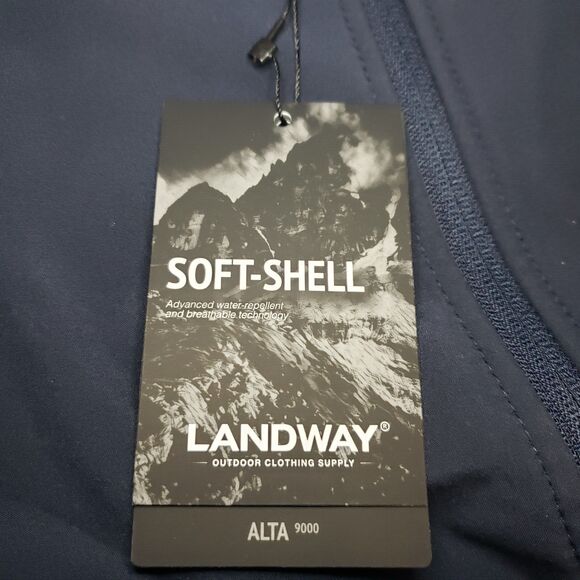 SOFT-SHELL
Advanced water-repellent
and breathable technology
LANDWAY®
OUTDOOR CLOTHING SUPPLY
ALTA 9000